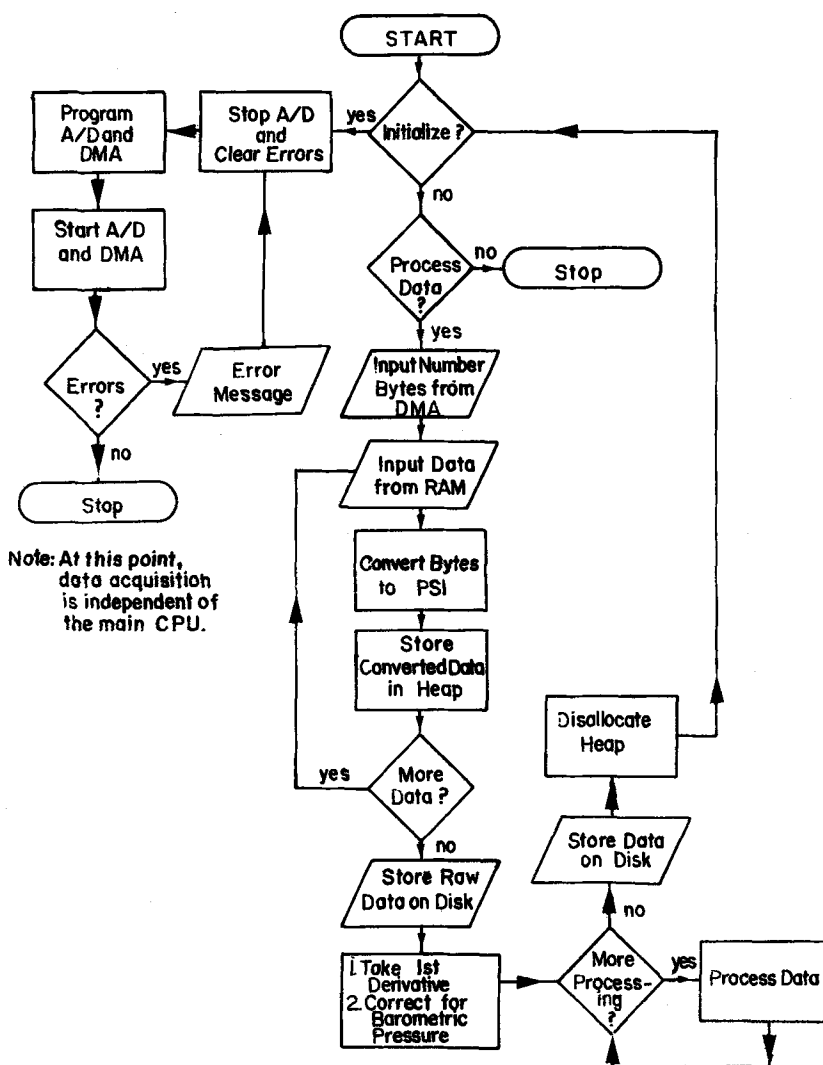 START
Initialize ?
yes
no
Stop A/D
and
Clear Errors
Program
A/D and
DMA
Start A/D
and DMA
Errors
?
yes
no
Error
Message
Stop
Note: At this point,
data acquisition
is independent of
the main CPU.
Process
Data
?
no
yes
Stop
Input Number
Bytes from
DMA
Input Data
from RAM
Convert Bytes
to PSI
Store
Converted Data
in Heap
More
Data ?
yes
no
Store Raw
Data on Disk
1. Take 1st
Derivative
2. Correct for
Barometric
Pressure
More
Process-
ing
?
yes
no
Process Data
Store Data
on Disk
Disallocate
Heap